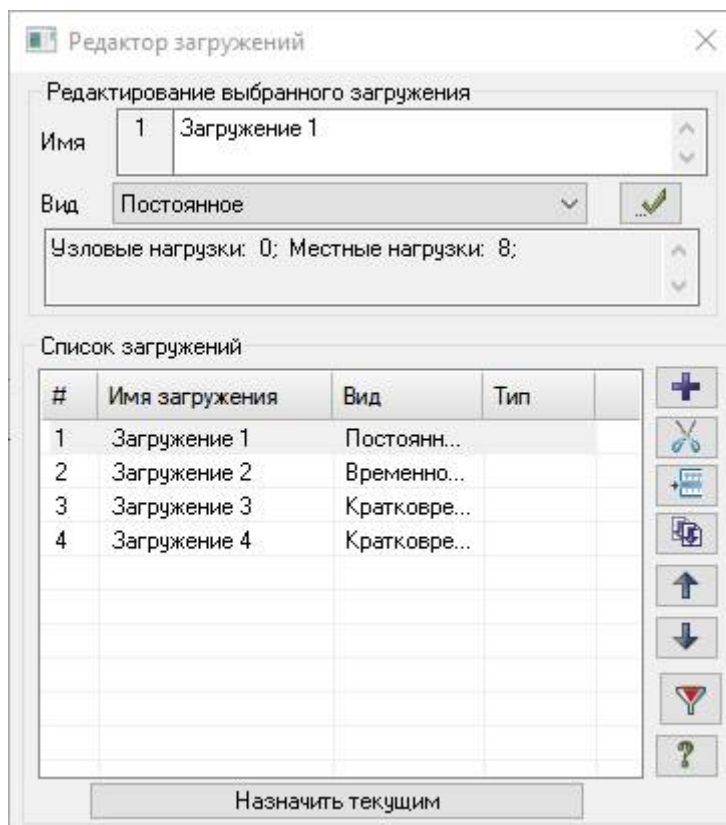 Редактор загружений
Редактирование выбранного загружения
Имя 1 Загружение 1
Вид Постоянное
Узловые нагрузки: 0; Местные нагрузки: 8;
Список загружений
# Имя загружения Вид Тип
1 Загружение 1 Постоянн...
2 Загружение 2 Временно...
3 Загружение 3 Кратковре...
4 Загружение 4 Кратковре...
Назначить текущим